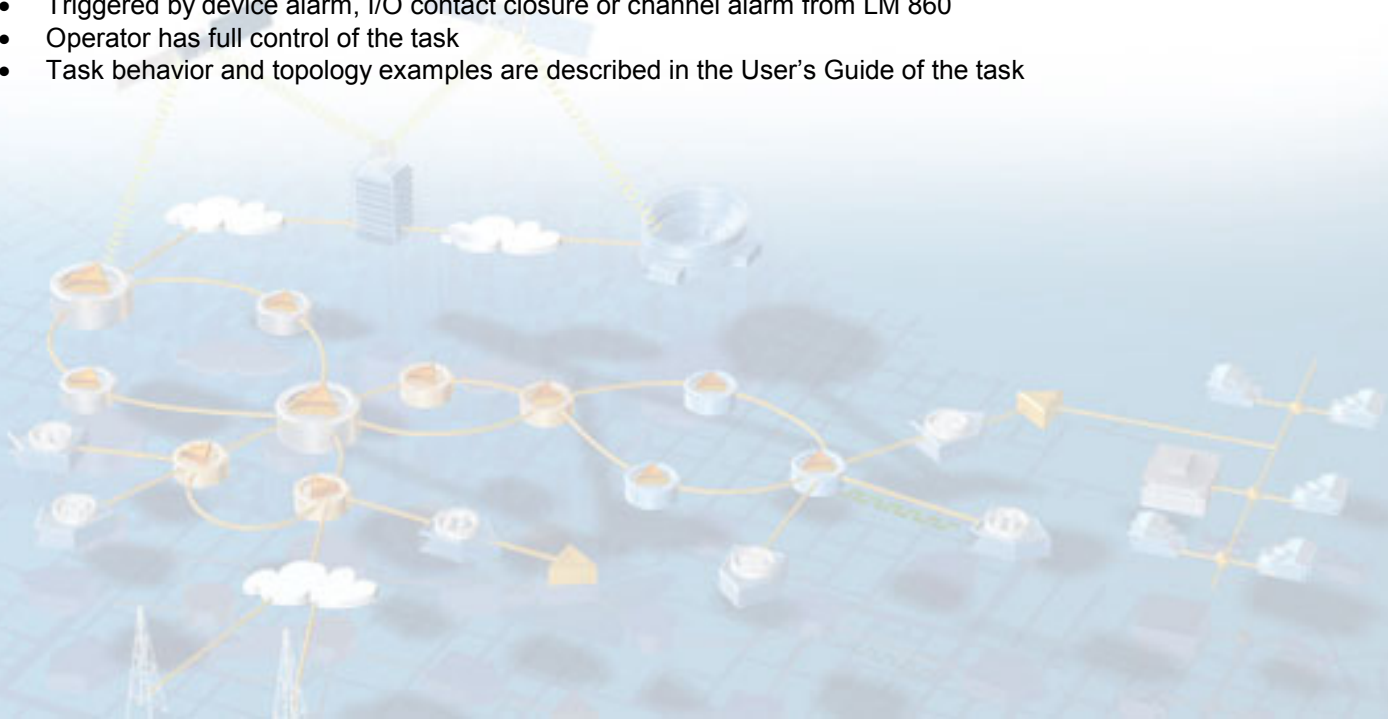 • Triggered by device alarm, I/O contact closure or channel alarm from LM 860
• Operator has full control of the task
• Task behavior and topology examples are described in the User’s Guide of the task